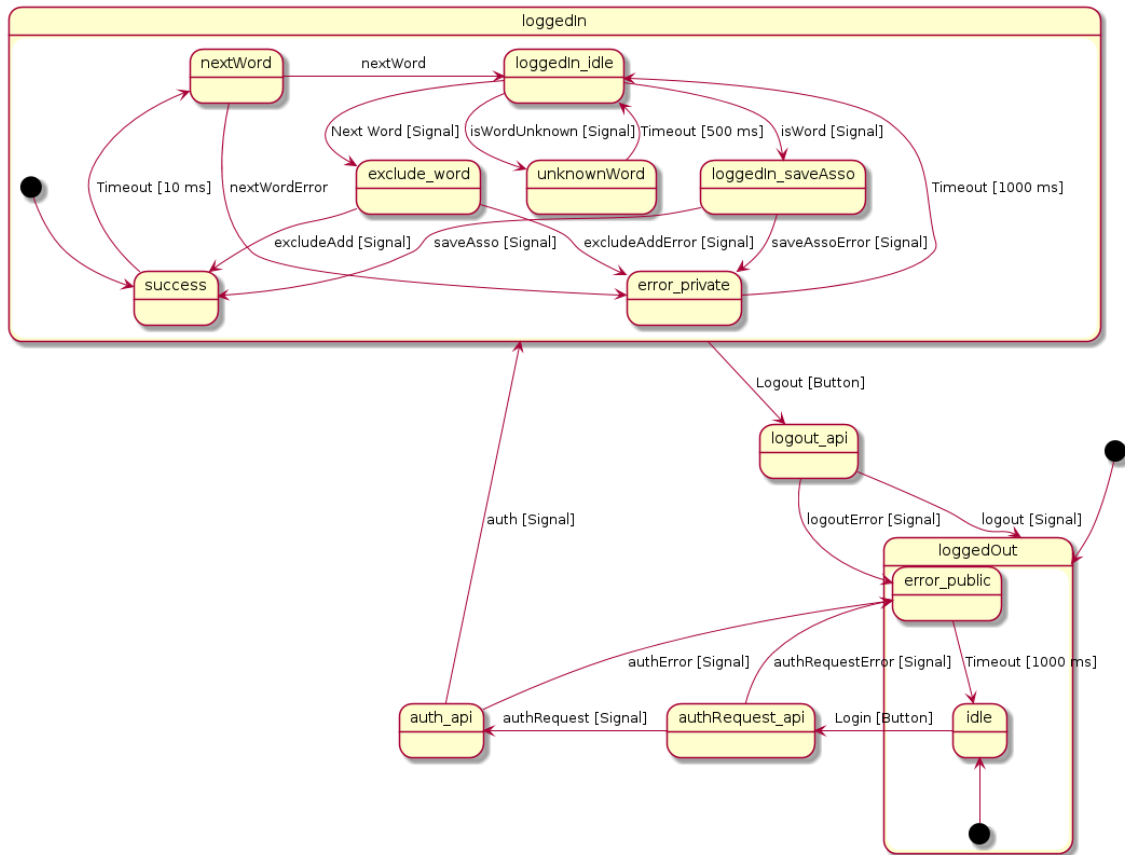 loggedIn
nextWord
nextWord
loggedIn_idle
Next Word [Signal]
isWordUnknown [Signal]
Timeout [500 ms]
isWord [Signal]
exclude_word
unknownWord
loggedIn_saveAsso
Timeout [10 ms]
nextWordError
Timeout [1000 ms]
excludeAdd [Signal]
saveAsso [Signal]
excludeAddError [Signal]
saveAssoError [Signal]
success
error_private
Logout [Button]
logout_api
auth [Signal]
logoutError [Signal]
logout [Signal]
loggedOut
error_public
authError [Signal]
authRequestError [Signal]
Timeout [1000 ms]
auth_api
authRequest [Signal]
authRequest_api
Login [Button]
idle